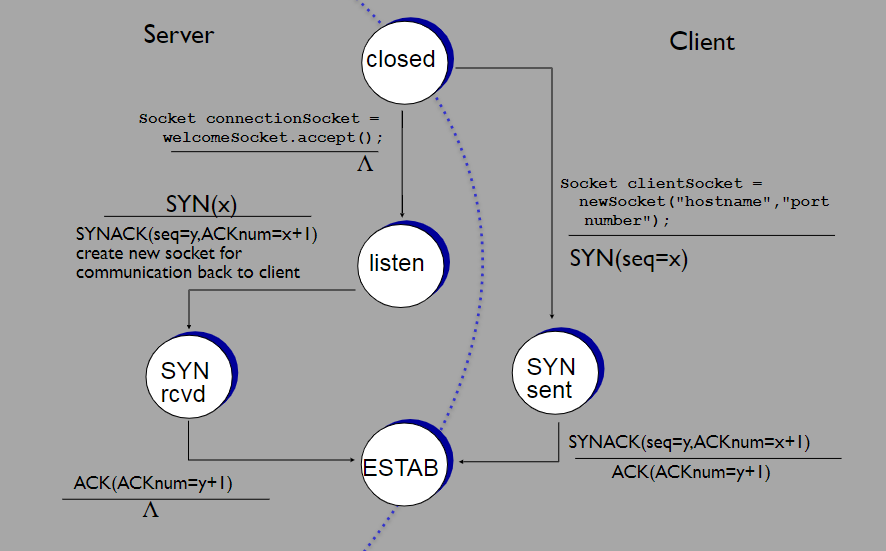 Server
Client
closed
Socket connectionSocket =
welcomeSocket.accept();
Λ
Socket clientSocket =
newSocket("hostname","port
number");
SYN(seq=x)
SYN(x)
SYNACK(seq=y,ACKnum=x+1)
create new socket for
communication back to client
listen
SYN
rcvd
SYN
sent
ESTAB
SYNACK(seq=y,ACKnum=x+1)
ACK(ACKnum=y+1)
ACK(ACKnum=y+1)
Λ